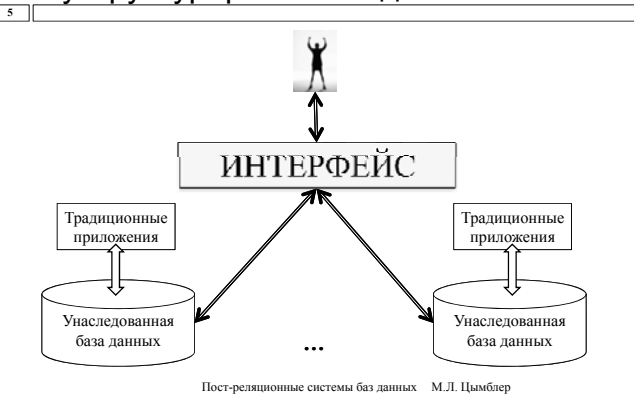 5
ИНТЕРФЕЙС
Традиционные
приложения
Традиционные
приложения
Унаследованная
база данных
...
Унаследованная
база данных
Пост-реляционные системы баз данных М.Л. Цымблер